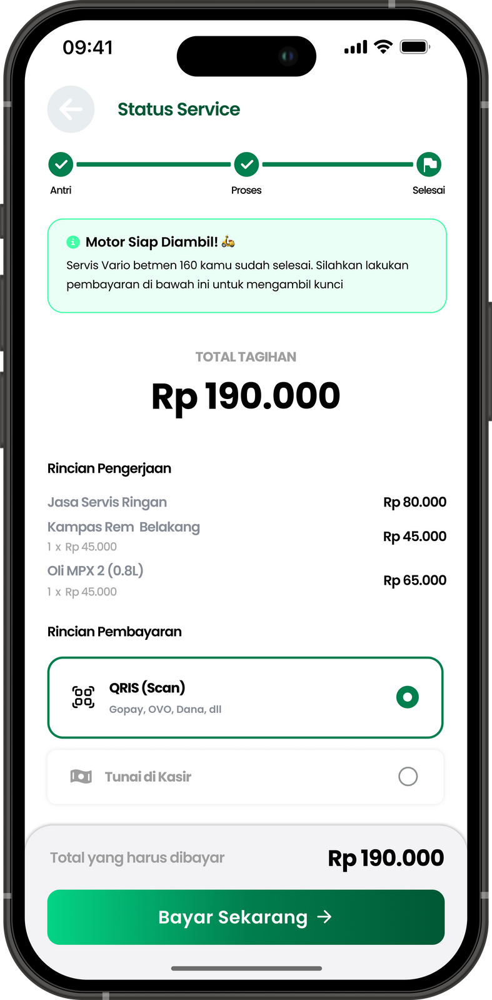 09:41
Status Service
Antri
Proses
Selesai
Motor Siap Diambil! 🛵
Servis Vario betmen 160 kamu sudah selesai. Silahkan lakukan
pembayaran di bawah ini untuk mengambil kunci
TOTAL TAGIHAN
Rp 190.000
Rincian Pengerjaan
Jasa Servis Ringan Rp 80.000
Kampas Rem  Belakang
1 x Rp 45.000 Rp 45.000
Oli MPX 2 (0.8L)
1 x Rp 45.000 Rp 65.000
Rincian Pembayaran
QRIS (Scan)
Gopay, OVO, Dana, dll
Tunai di Kasir
Total yang harus dibayar Rp 190.000
Bayar Sekarang →